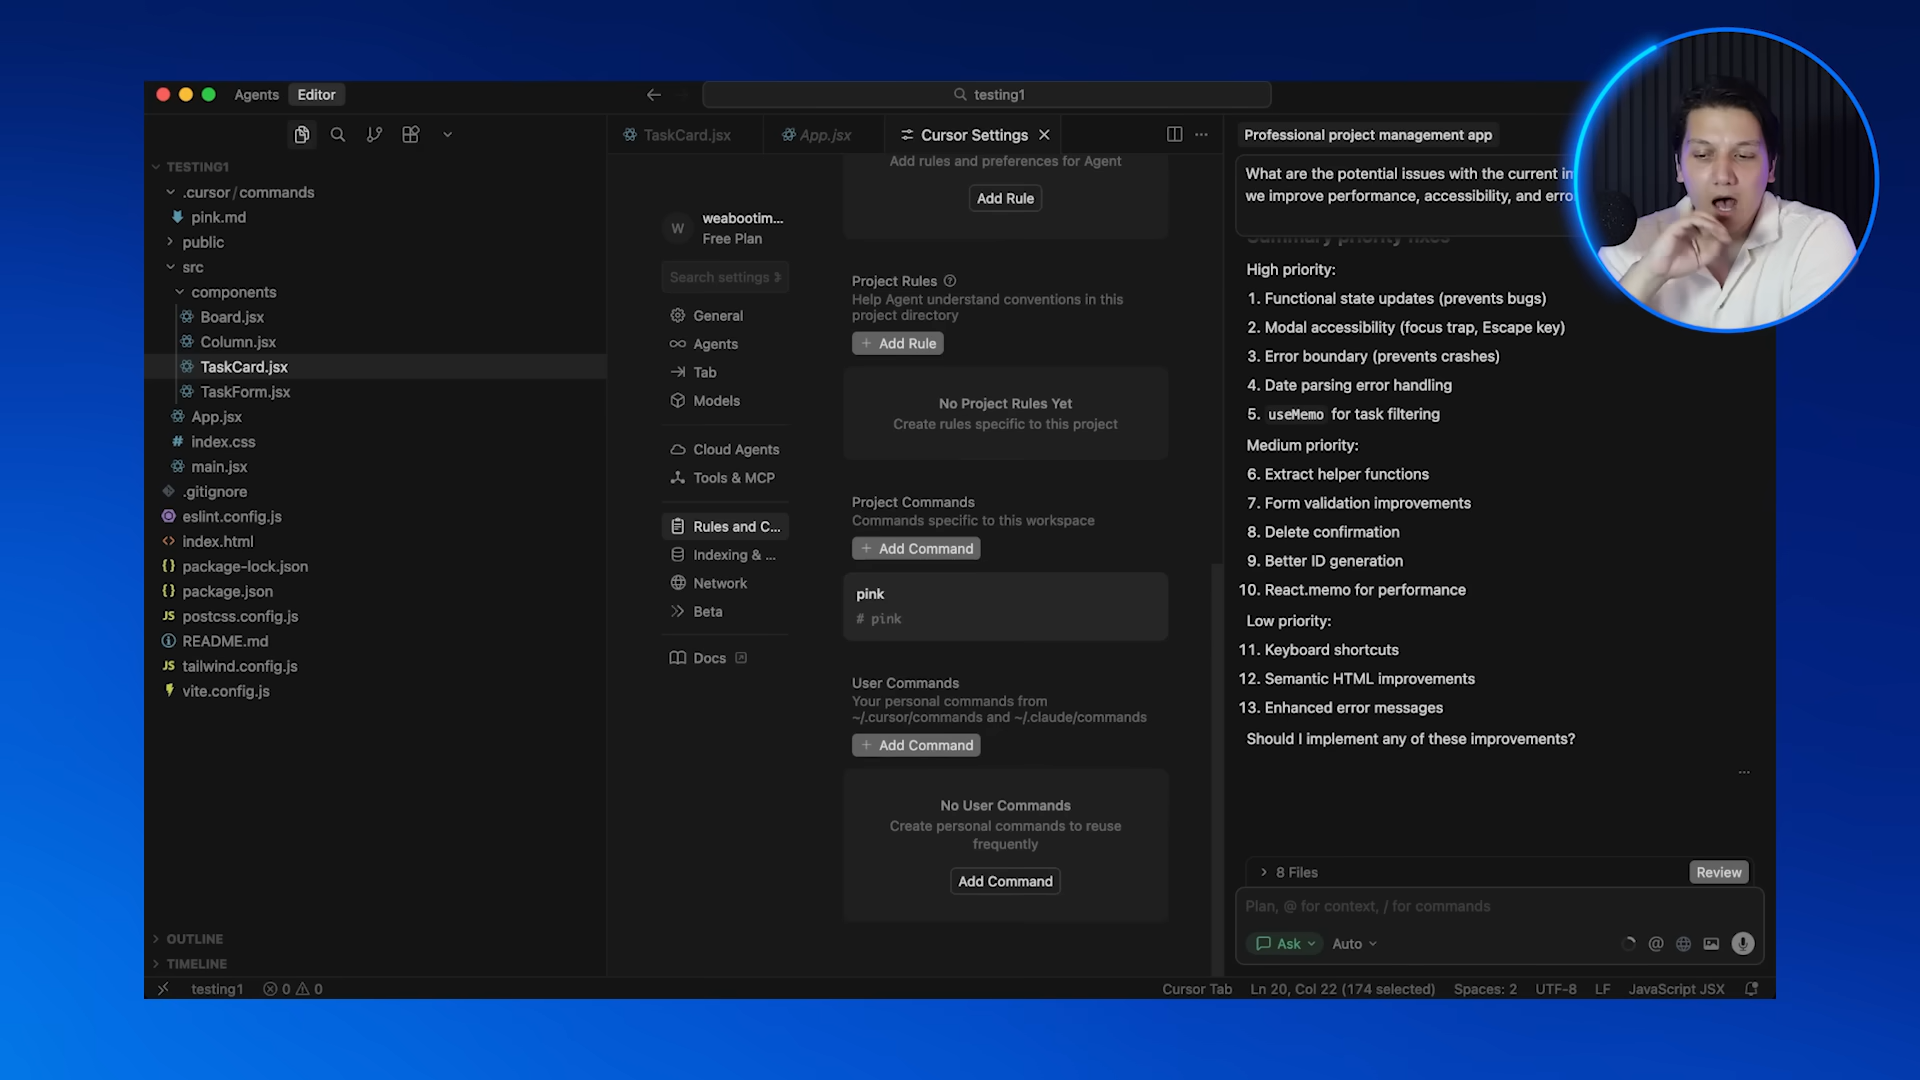 Agents Editor
testing1
TESTING1
.cursor / commands
pink.md
public
src
components
Board.jsx
Column.jsx
TaskCard.jsx
TaskForm.jsx
App.jsx
# index.css
main.jsx
.gitignore
eslint.config.js
<> index.html
{} package-lock.json
{} package.json
JS postcss.config.js
README.md
JS tailwind.config.js
vite.config.js
OUTLINE
TIMELINE
TaskCard.jsx App.jsx Cursor Settings
W
weabootim...
Free Plan
Search settings
General
Agents
Tab
Models
Cloud Agents
Tools & MCP
Rules and C...
Indexing & ...
Network
Beta
Docs
Add rules and preferences for Agent
Add Rule
Project Rules
Help Agent understand conventions in this
project directory
+ Add Rule
No Project Rules Yet
Create rules specific to this project
Project Commands
Commands specific to this workspace
+ Add Command
pink
# pink
User Commands
Your personal commands from
~/.cursor/commands and ~/.claude/commands
+ Add Command
No User Commands
Create personal commands to reuse
frequently
Add Command
Professional project management app
What are the potential issues with the current
we improve performance, accessibility, and
Summary priority fixes
High priority:
1. Functional state updates (prevents bugs)
2. Modal accessibility (focus trap, Escape key)
3. Error boundary (prevents crashes)
4. Date parsing error handling
5. useMemo for task filtering
Medium priority:
6. Extract helper functions
7. Form validation improvements
8. Delete confirmation
9. Better ID generation
10. React.memo for performance
Low priority:
11. Keyboard shortcuts
12. Semantic HTML improvements
13. Enhanced error messages
Should I implement any of these improvements?
8 Files Review
Plan, @ for context, / for commands
Ask Auto
testing1 0 0 Cursor Tab Ln 20, Col 22 (174 selected) Spaces: 2 UTF-8 LF JavaScript JSX